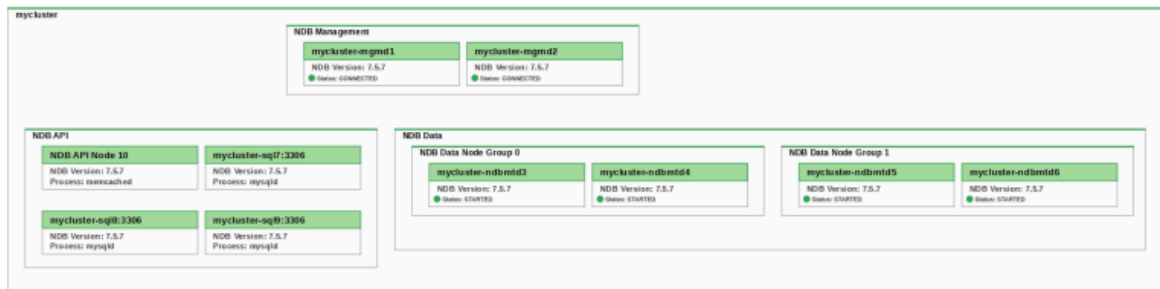 mycluster
NDB Management
mycluster-mgmd1
NDB Version: 7.5.7
Status: CONNECTED
mycluster-mgmd2
NDB Version: 7.5.7
Status: CONNECTED
NDB API
NDB API Node 10
NDB Version: 7.5.7
Process: memcached
mycluster-sql7:3306
NDB Version: 7.5.7
Process: mysqld
mycluster-sql8:3306
NDB Version: 7.5.7
Process: mysqld
mycluster-sql9:3306
NDB Version: 7.5.7
Process: mysqld
NDB Data
NDB Data Node Group 0
mycluster-ndbmtd3
NDB Version: 7.5.7
Status: STARTED
mycluster-ndbmtd4
NDB Version: 7.5.7
Status: STARTED
NDB Data Node Group 1
mycluster-ndbmtd5
NDB Version: 7.5.7
Status: STARTED
mycluster-ndbmtd6
NDB Version: 7.5.7
Status: STARTED